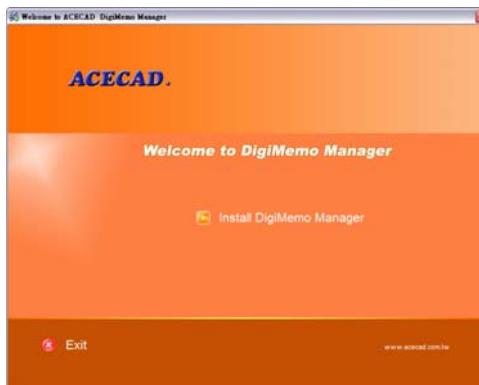 Welcome to ACECAD DigiMemo Manager
ACECAD.
Welcome to DigiMemo Manager
Install DigiMemo Manager
Exit
www.acecad.com.tw